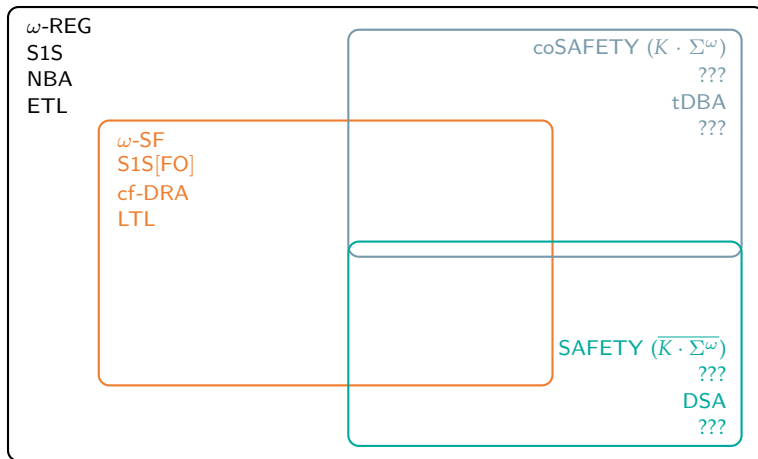 ω-REG
S1S
NBA
ETL
coSAFETY (K · Σ^ω)
???
tDBA
???
ω-SF
S1S[FO]
cf-DRA
LTL
SAFETY (\overline{K · Σ^ω})
???
DSA
???